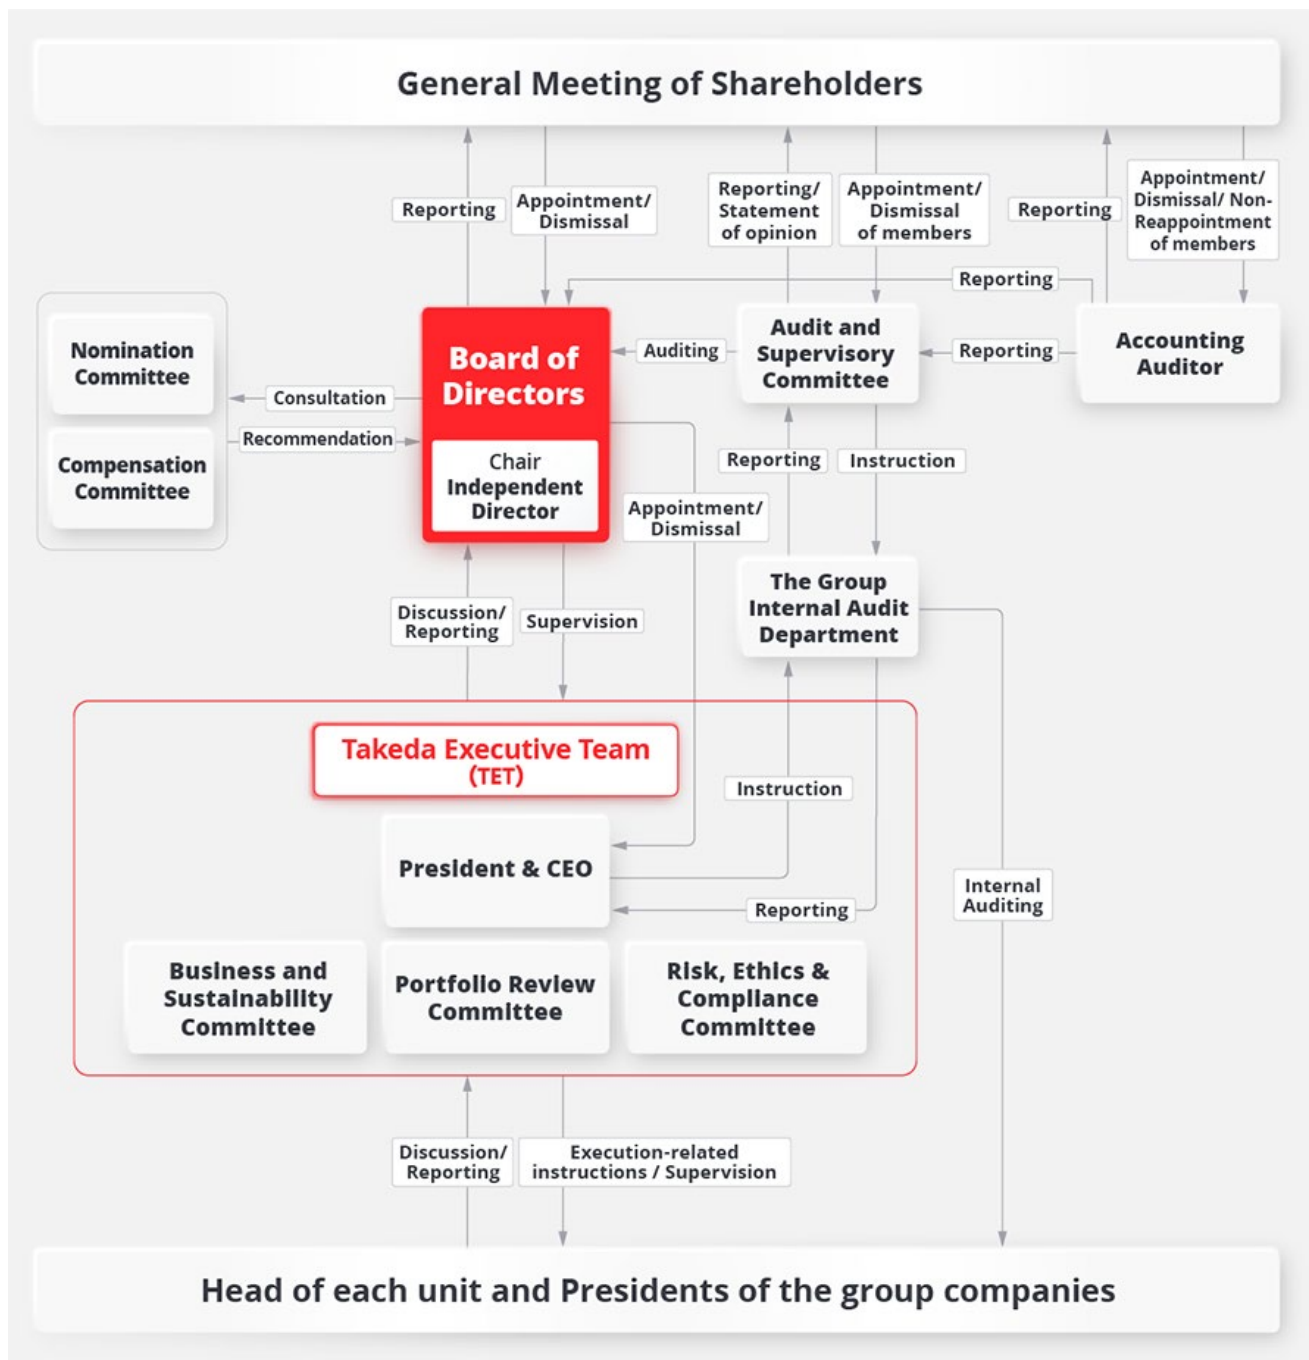 General Meeting of Shareholders
Reporting
Appointment/
Dismissal
Reporting/
Statement
of opinion
Appointment/
Dismissal
of members
Reporting
Appointment/
Dismissal/ Non-
Reappointment
of members
Reporting
Nomination
Committee
Compensation
Committee
Consultation
Recommendation
Board of
Directors
Chair
Independent
Director
Auditing
Audit and
Supervisory
Committee
Reporting
Accounting
Auditor
Reporting
Instruction
Appointment/
Dismissal
The Group
Internal Audit
Department
Discussion/
Reporting
Supervision
Takeda Executive Team
(TET)
Instruction
President & CEO
Reporting
Internal
Auditing
Business and
Sustainability
Committee
Portfolio Review
Committee
Risk, Ethics &
Compliance
Committee
Discussion/
Reporting
Execution-related
instructions / Supervision
Head of each unit and Presidents of the group companies